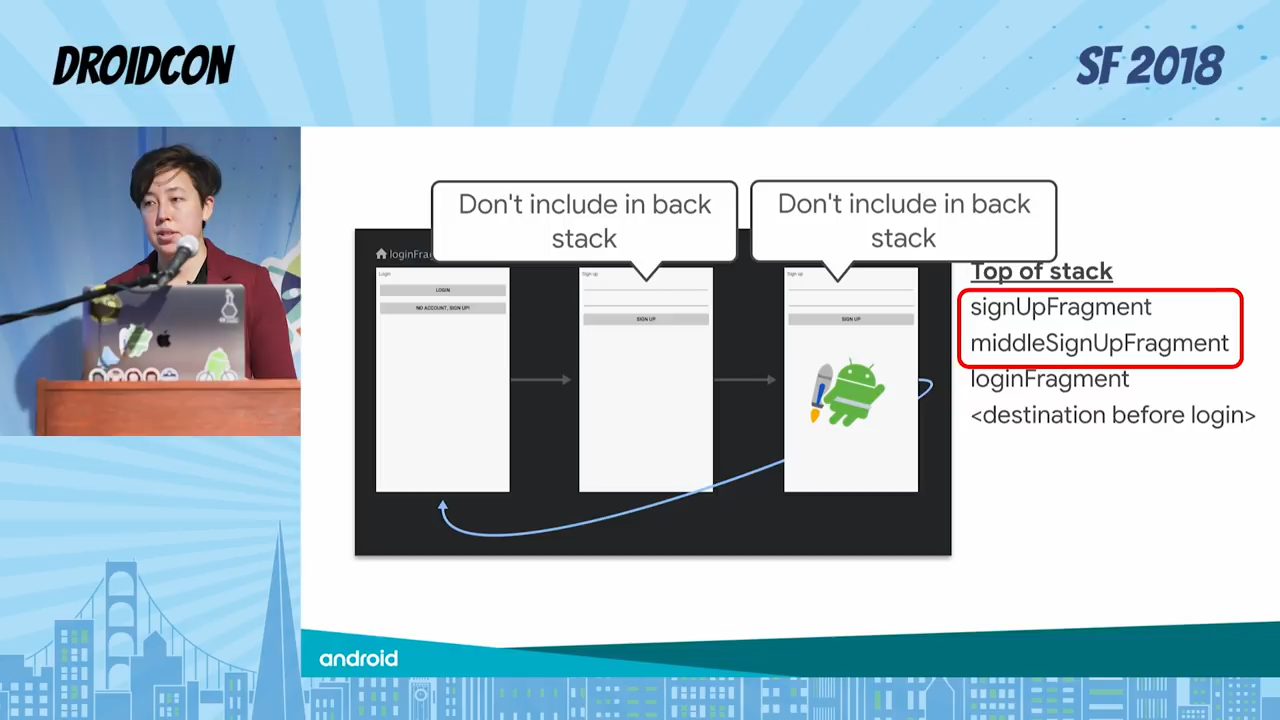 DROIDCON
SF 2018
Don't include in back
stack
Don't include in back
stack
loginFra
Login
LOGIN
NO ACCOUNT, SIGN UP!
Sign up
SIGN UP
Sign up
SIGN UP
Top of stack
signUpFragment
middleSignUpFragment
loginFragment
<destination before login>
android